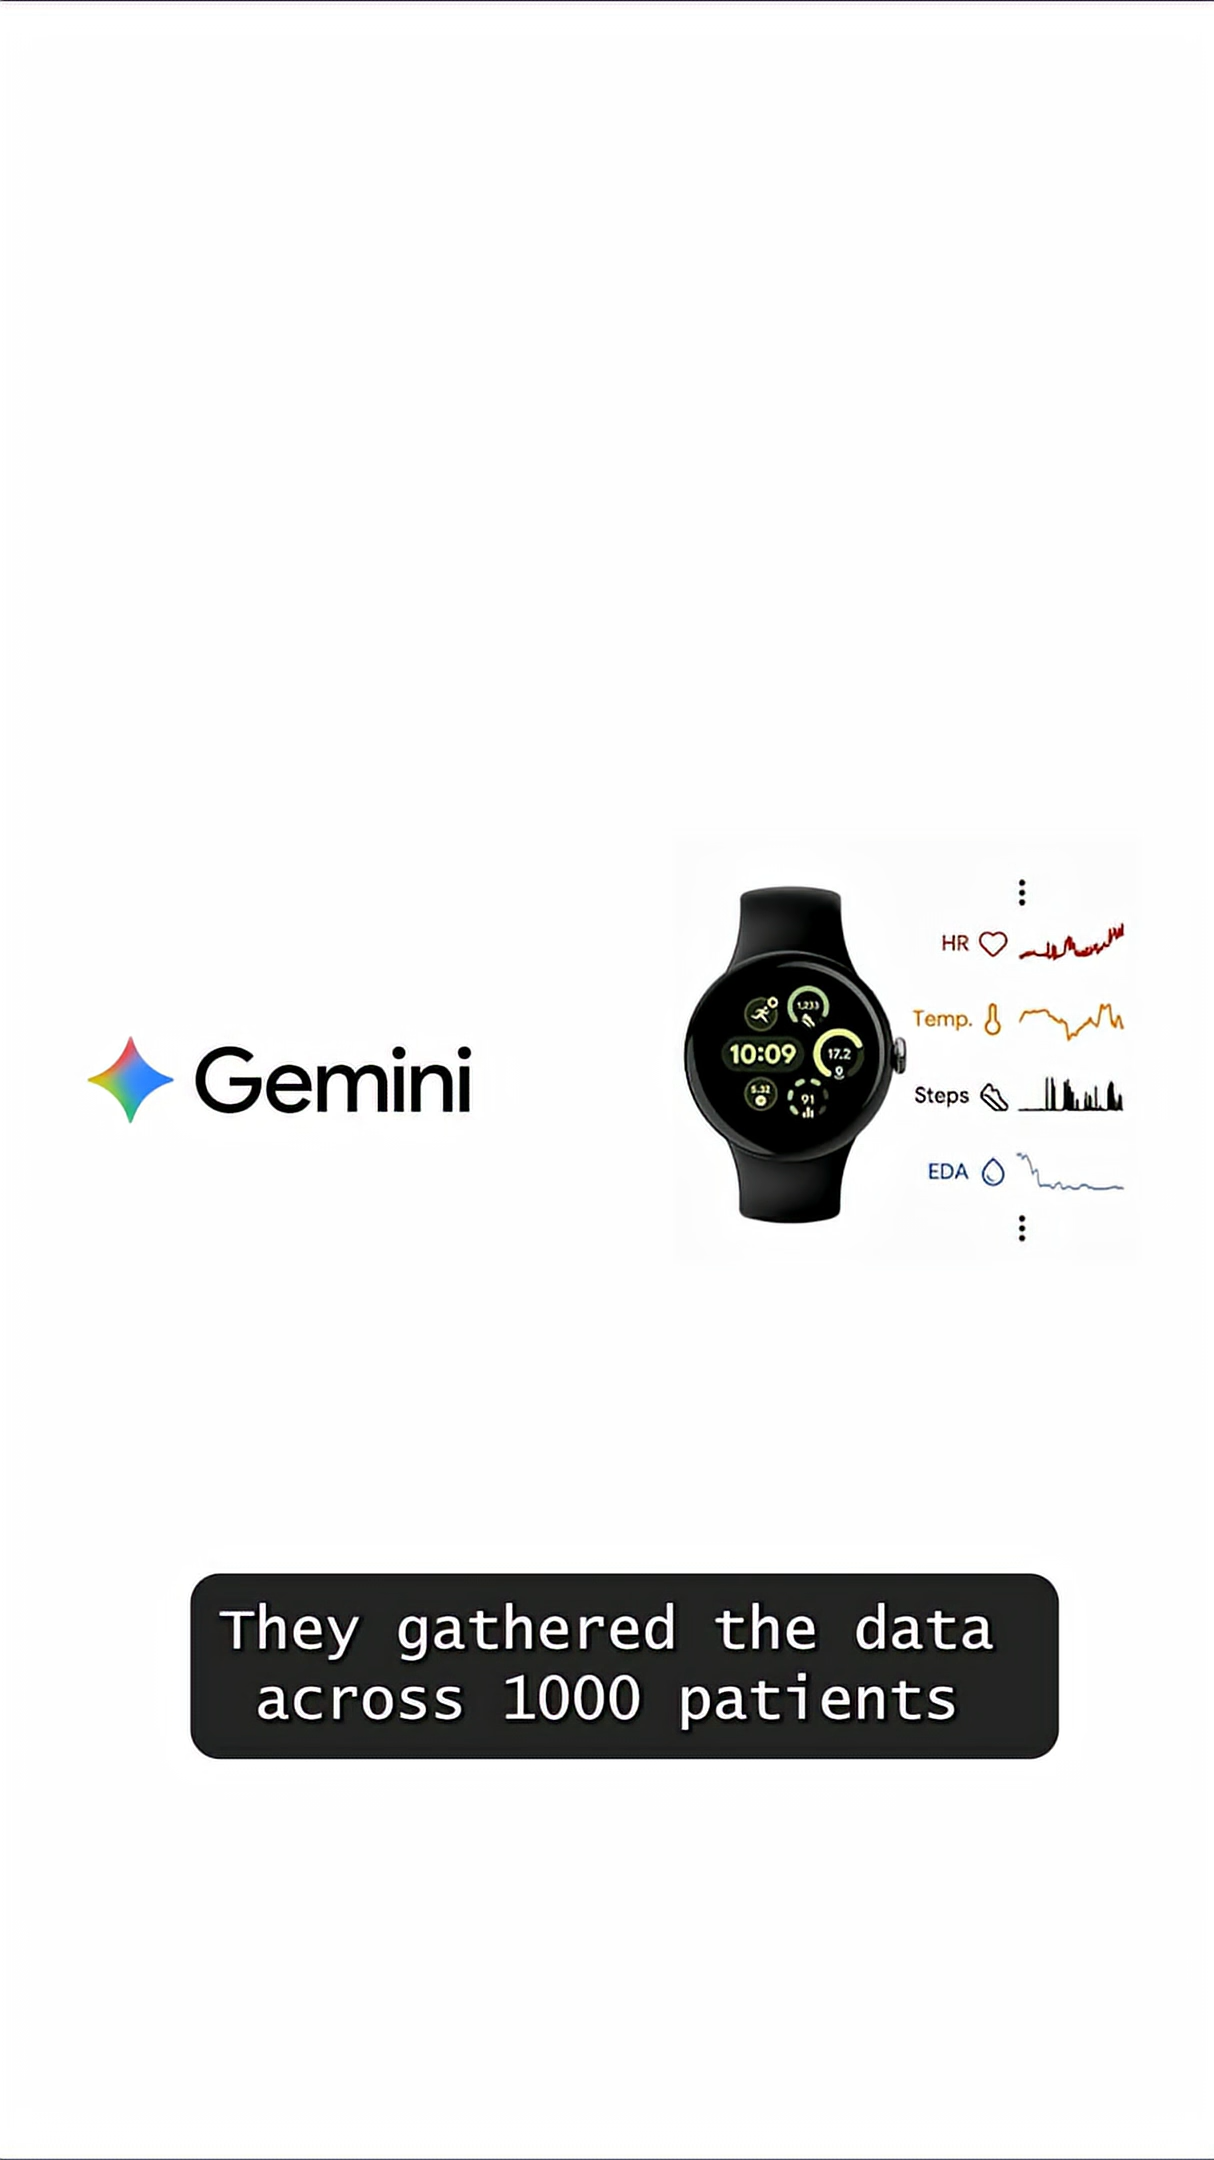 HR
1,233
Temp.
10:09
17.2
Gemini
5.32
91
Steps
EDA
They gathered the data
across 1000 patients